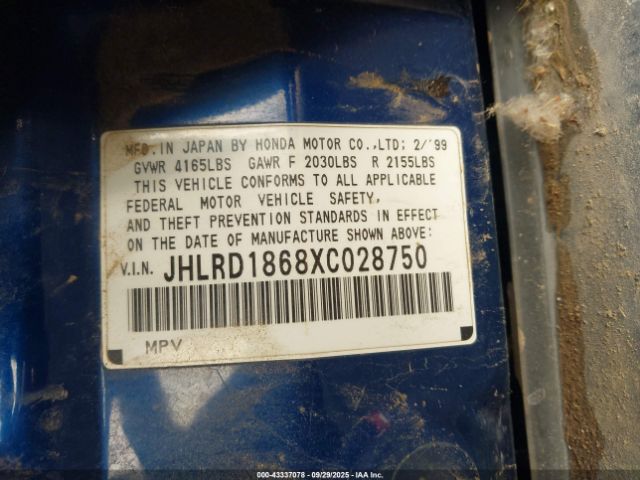 MFD. IN JAPAN BY HONDA MOTOR CO.,LTD; 2/'99
GVWR 4165LBS GAWR F 2030LBS R 2155LBS
THIS VEHICLE CONFORMS TO ALL APPLICABLE
FEDERAL MOTOR VEHICLE SAFETY,
AND THEFT PREVENTION STANDARDS IN EFFECT
ON THE DATE OF MANUFACTURE SHOWN ABOVE:
V.I.N. JHLRD1868XC028750
MPV
000-43337078 - 09/29/2025 - IAA Inc.